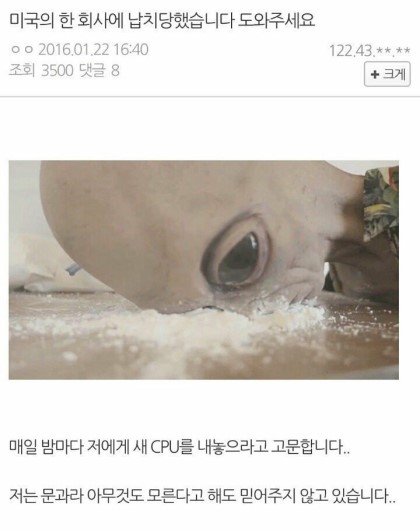 미국의 한 회사에 납치당했습니다 도와주세요
ㅇㅇ 2016.01.22 16:40
122.43.**.**
조회 3500 댓글 8
+ 크게
매일 밤마다 저에게 새 CPU를 내놓으라고 고문합니다..
저는 문과라 아무것도 모른다고 해도 믿어주지 않고 있습니다..